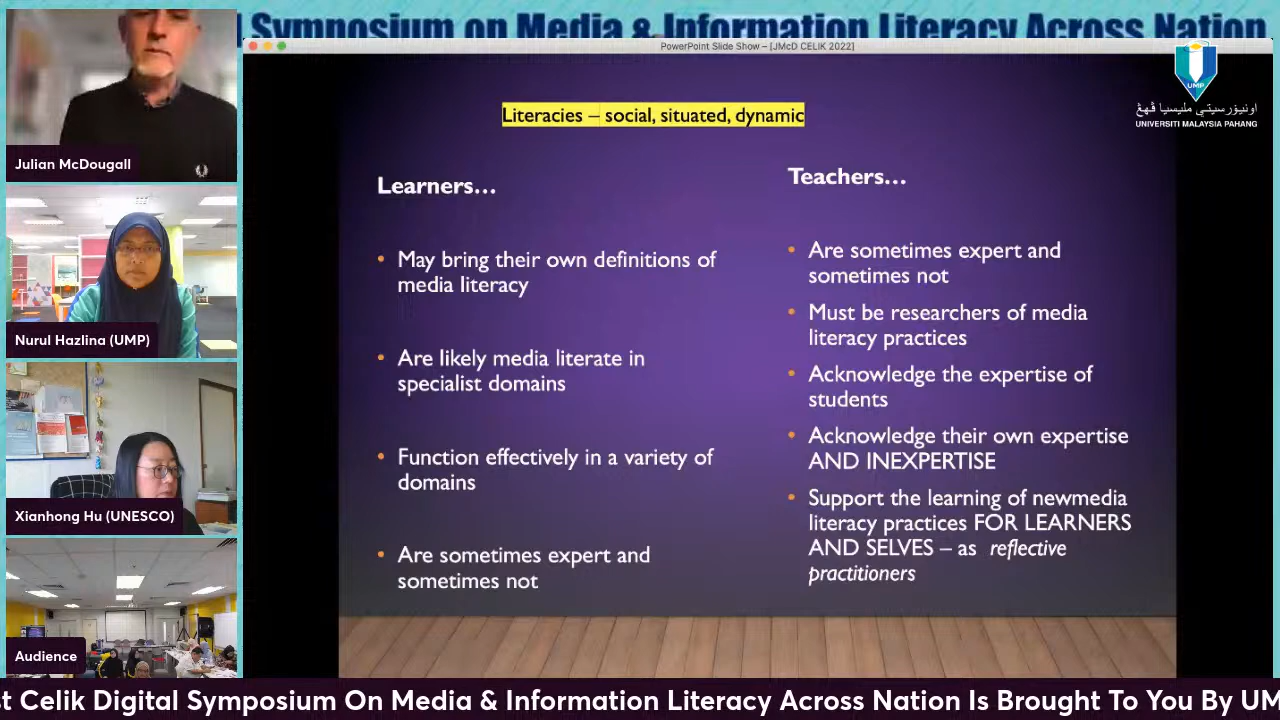 l Symposium on Media & Information Literacy Across Nation
PowerPoint Slide Show – [JMcD CELIK 2022]
UMP
اونيۏرسيتي مليسيا ڤهڠ
UNIVERSITI MALAYSIA PAHANG
Literacies – social, situated, dynamic
Learners…
• May bring their own definitions of
media literacy
• Are likely media literate in
specialist domains
• Function effectively in a variety of
domains
• Are sometimes expert and
sometimes not
Teachers…
• Are sometimes expert and
sometimes not
• Must be researchers of media
literacy practices
• Acknowledge the expertise of
students
• Acknowledge their own expertise
AND INEXPERTISE
• Support the learning of newmedia
literacy practices FOR LEARNERS
AND SELVES – as reflective
practitioners
Julian McDougall
Nurul Hazlina (UMP)
Xianhong Hu (UNESCO)
Audience
t Celik Digital Symposium On Media & Information Literacy Across Nation Is Brought To You By UM